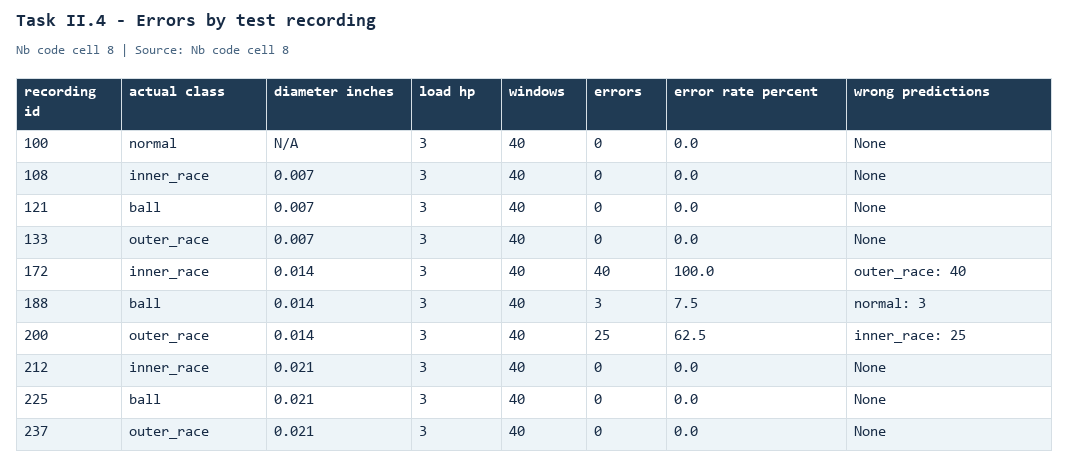 Task II.4 - Errors by test recording
Nb code cell 8 | Source: Nb code cell 8
recording id actual class diameter inches load hp windows errors error rate percent wrong predictions
100 normal N/A 3 40 0 0.0 None
108 inner_race 0.007 3 40 0 0.0 None
121 ball 0.007 3 40 0 0.0 None
133 outer_race 0.007 3 40 0 0.0 None
172 inner_race 0.014 3 40 40 100.0 outer_race: 40
188 ball 0.014 3 40 3 7.5 normal: 3
200 outer_race 0.014 3 40 25 62.5 inner_race: 25
212 inner_race 0.021 3 40 0 0.0 None
225 ball 0.021 3 40 0 0.0 None
237 outer_race 0.021 3 40 0 0.0 None